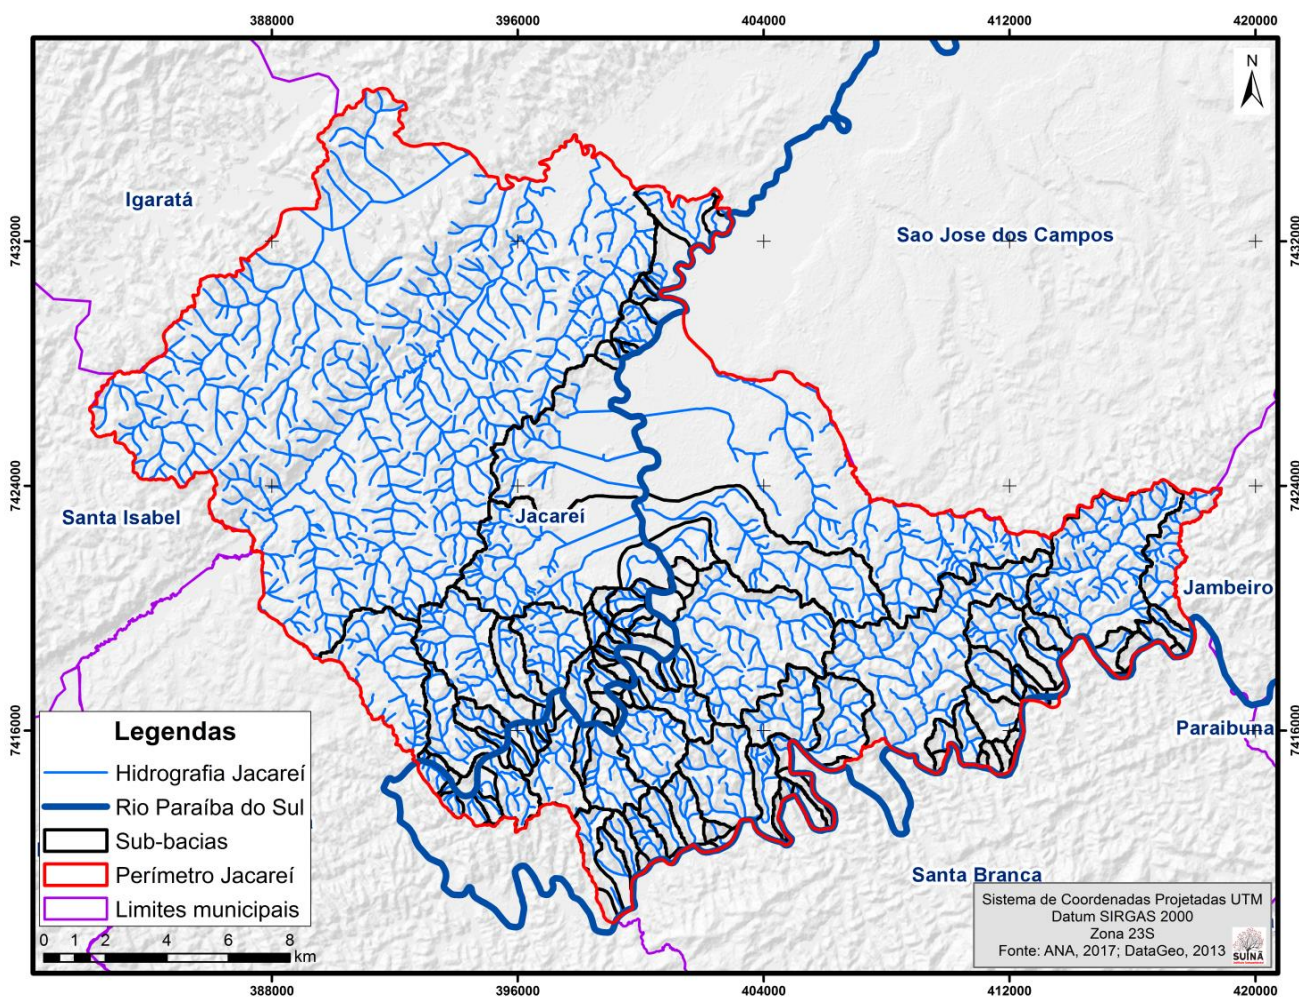 388000 396000 404000 412000 420000
N
Igaratá
Sao Jose dos Campos
7432000 7432000
7424000 7424000
Santa Isabel
Jacareí
Jambeiro
7416000 7416000
Paraibuna
Legendas
Hidrografia Jacareí
Rio Paraíba do Sul
Sub-bacias
Perímetro Jacareí
Limites municipais
0 1 2 4 6 8
km
Santa Branca
Sistema de Coordenadas Projetadas UTM
Datum SIRGAS 2000
Zona 23S
Fonte: ANA, 2017; DataGeo, 2013
SUINÃ
388000 396000 404000 412000 420000